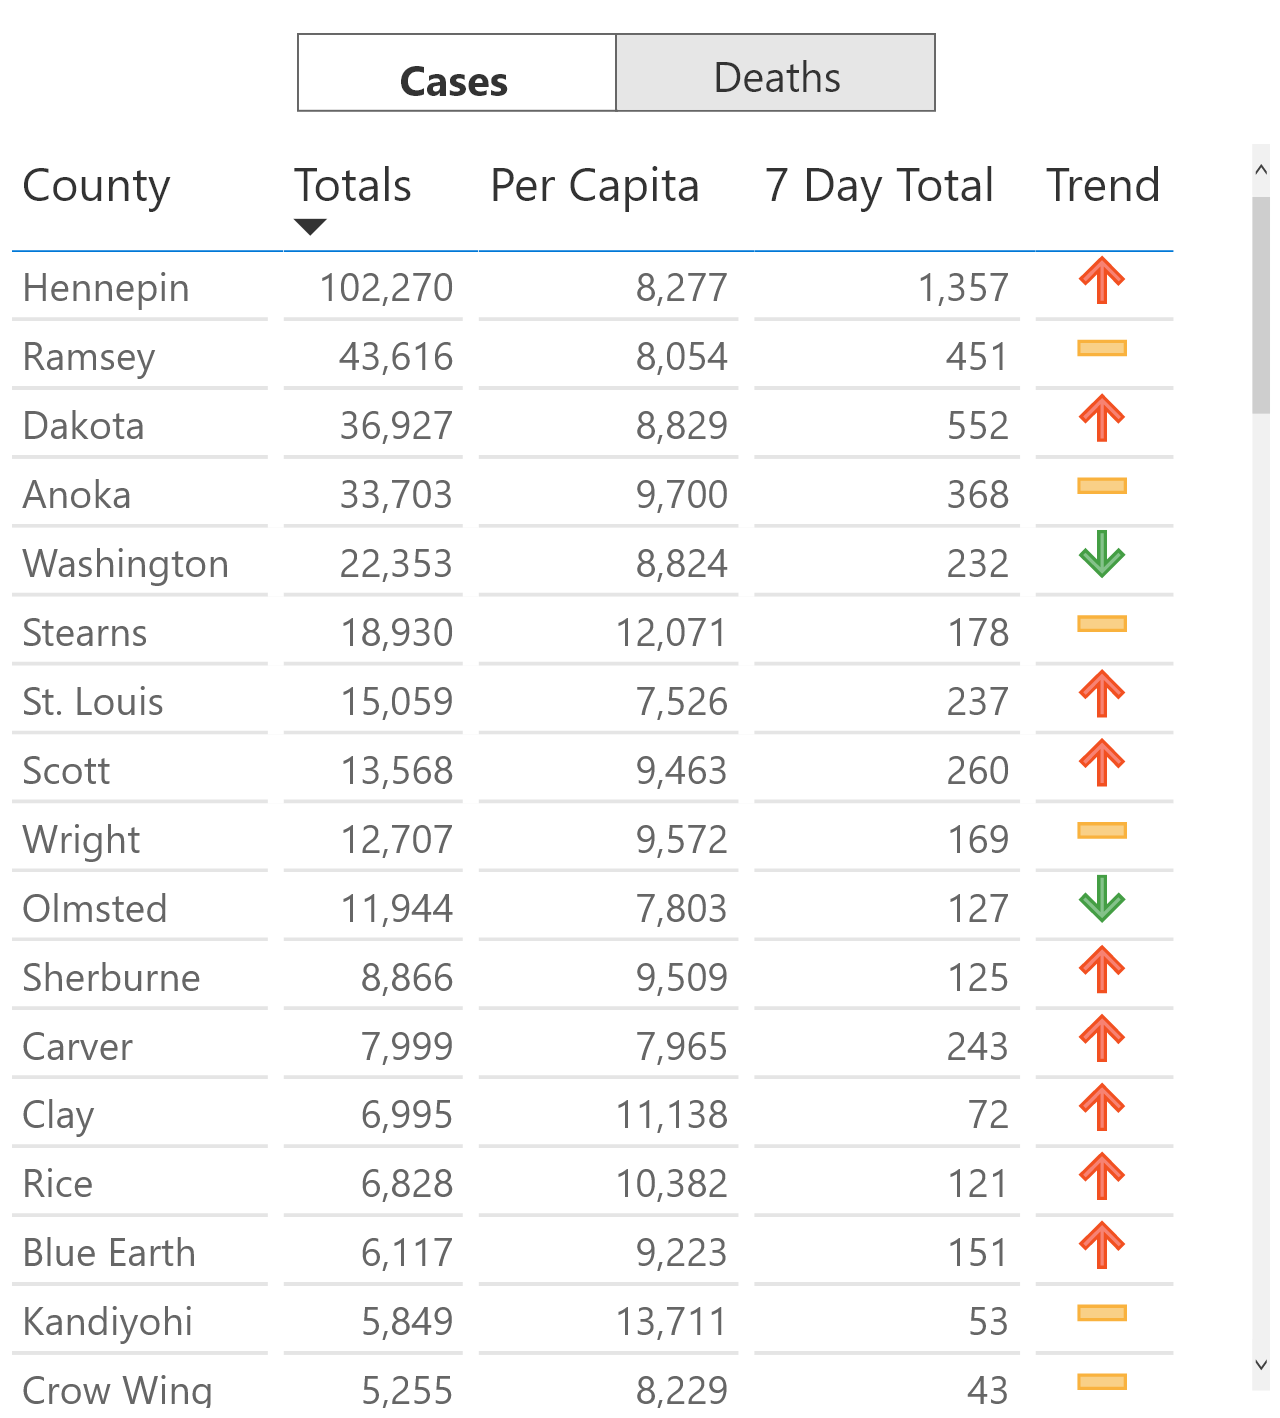 Cases Deaths
County Totals Per Capita 7 Day Total Trend
Hennepin 102,270 8,277 1,357
Ramsey 43,616 8,054 451
Dakota 36,927 8,829 552
Anoka 33,703 9,700 368
Washington 22,353 8,824 232
Stearns 18,930 12,071 178
St. Louis 15,059 7,526 237
Scott 13,568 9,463 260
Wright 12,707 9,572 169
Olmsted 11,944 7,803 127
Sherburne 8,866 9,509 125
Carver 7,999 7,965 243
Clay 6,995 11,138 72
Rice 6,828 10,382 121
Blue Earth 6,117 9,223 151
Kandiyohi 5,849 13,711 53
Crow Wing 5,255 8,229 43